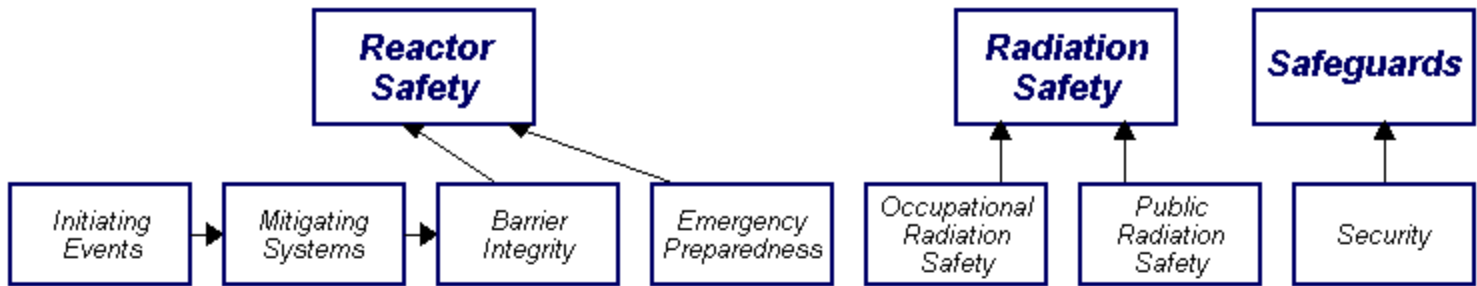 Reactor
Safety
Radiation
Safety
Safeguards
Initiating
Events
Mitigating
Systems
Barrier
Integrity
Emergency
Preparedness
Occupational
Radiation
Safety
Public
Radiation
Safety
Security